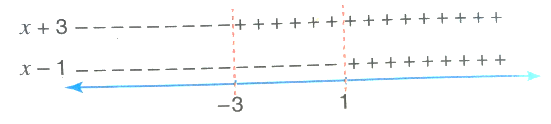 x + 3 – – – – – – – – – + + + + + + + + + + + + + + + +
x – 1 – – – – – – – – – – – – – – – + + + + + + + + +
–3 1